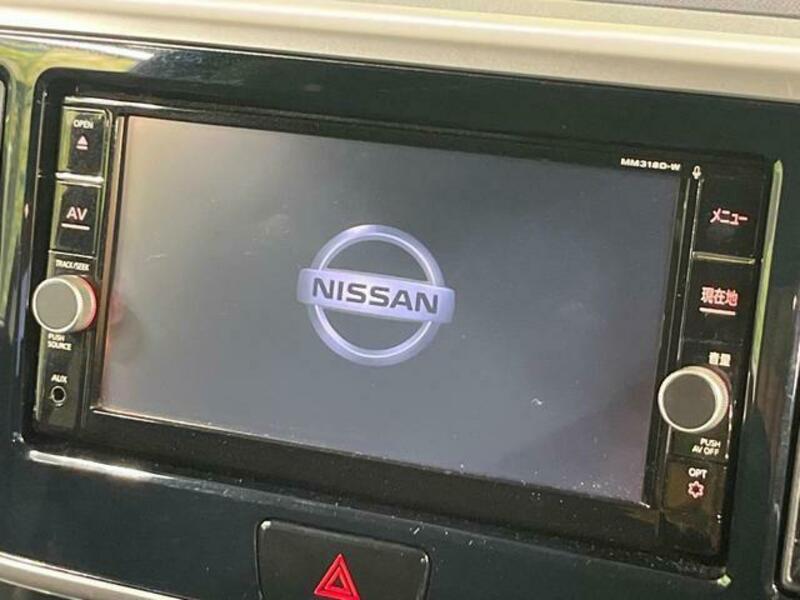 MM318D-W
OPEN
AV
TRACK/SEEK
PUSH
SOURCE
AUX
NISSAN
メニュー
現在地
音量
PUSH
AV OFF
OPT